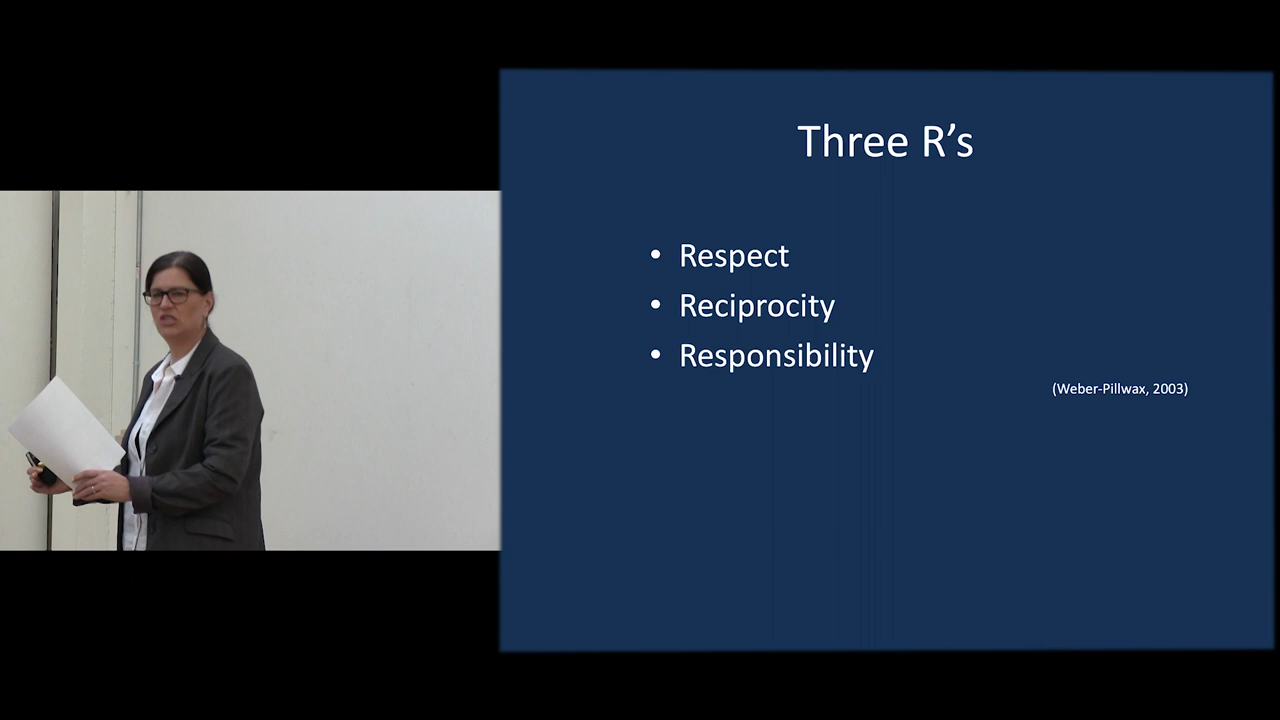 Three R’s
• Respect
• Reciprocity
• Responsibility
(Weber-Pillwax, 2003)